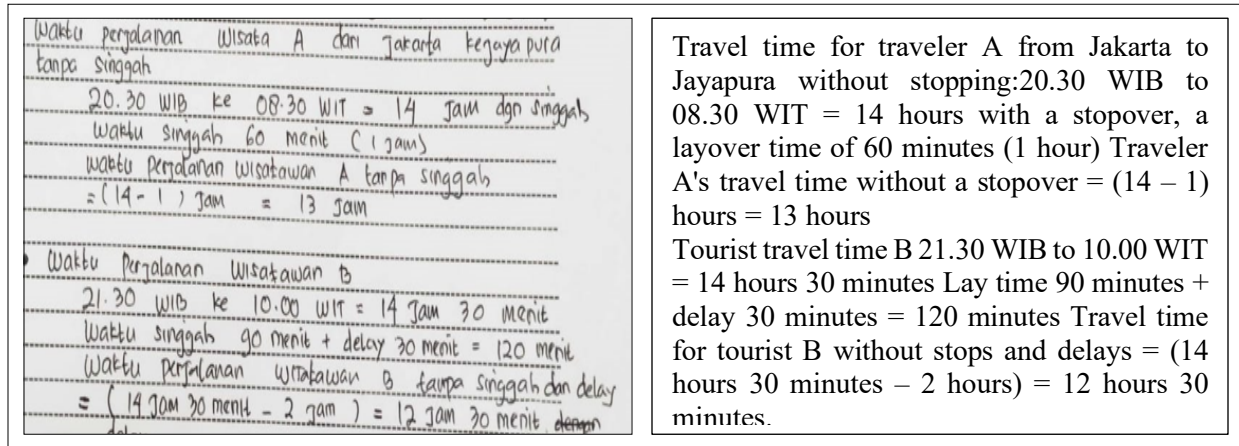 Waktu perjalanan wisata A dari Jakarta kejayapura
tanpa singgah
20.30 WIB ke 08.30 WIT = 14 Jam dgn singgah
waktu singgah 60 menit (1 jam)
waktu perjalanan wisatawan A tanpa singgah
= (14 - 1) Jam = 13 Jam
Waktu Perjalanan Wisatawan B
21.30 WIB ke 10.00 WIT = 14 Jam 30 menit
Waktu singgah 90 menit + delay 30 menit = 120 menit
Waktu perjalanan wisatawan B tanpa singgah dan delay
= (14 Jam 30 menit - 2 jam) = 12 Jam 30 menit
Travel time for traveler A from Jakarta to
Jayapura without stopping:20.30 WIB to
08.30 WIT = 14 hours with a stopover, a
layover time of 60 minutes (1 hour) Traveler
A's travel time without a stopover = (14 – 1)
hours = 13 hours
Tourist travel time B 21.30 WIB to 10.00 WIT
= 14 hours 30 minutes Lay time 90 minutes +
delay 30 minutes = 120 minutes Travel time
for tourist B without stops and delays = (14
hours 30 minutes – 2 hours) = 12 hours 30
minutes.